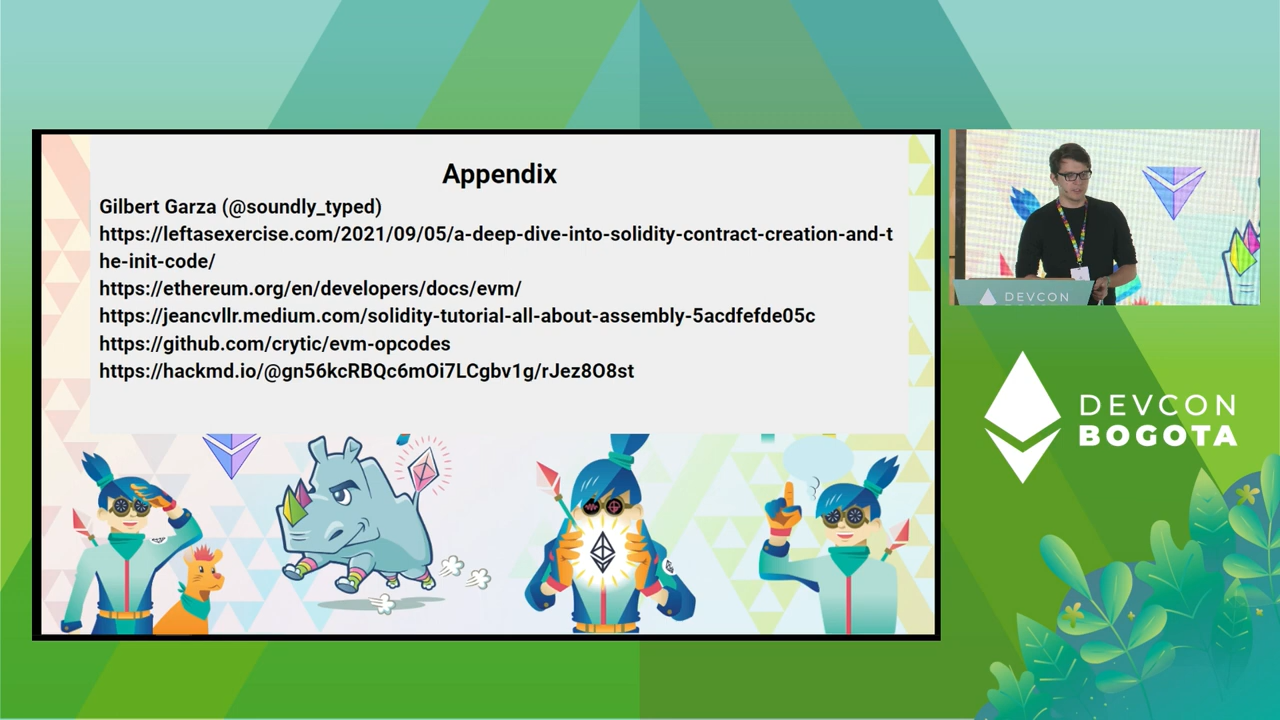 Appendix
Gilbert Garza (@soundly_typed)
https://leftasexercise.com/2021/09/05/a-deep-dive-into-solidity-contract-creation-and-t
he-init-code/
https://ethereum.org/en/developers/docs/evm/
https://jeancvllr.medium.com/solidity-tutorial-all-about-assembly-5acdfefde05c
https://github.com/crytic/evm-opcodes
https://hackmd.io/@gn56kcRBQc6mOi7LCgbv1g/rJez8O8st
DEVCON
DEVCON
BOGOTA